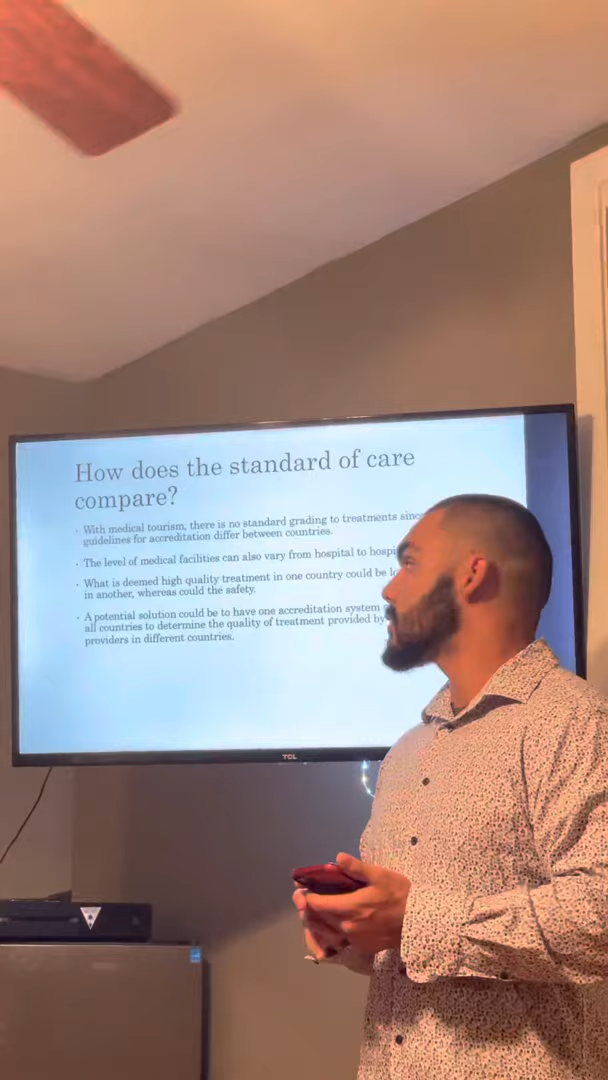 How does the standard of care
compare?
· With medical tourism, there is no standard grading to treatments
guidelines for accreditation differ between countries.
· The level of medical facilities can also vary from hospital to
· What is deemed high quality treatment in one country could be
in another, whereas could the safety.
· A potential solution could be to have one accreditation system
all countries to determine the quality of treatment provided by
providers in different countries.
TCL